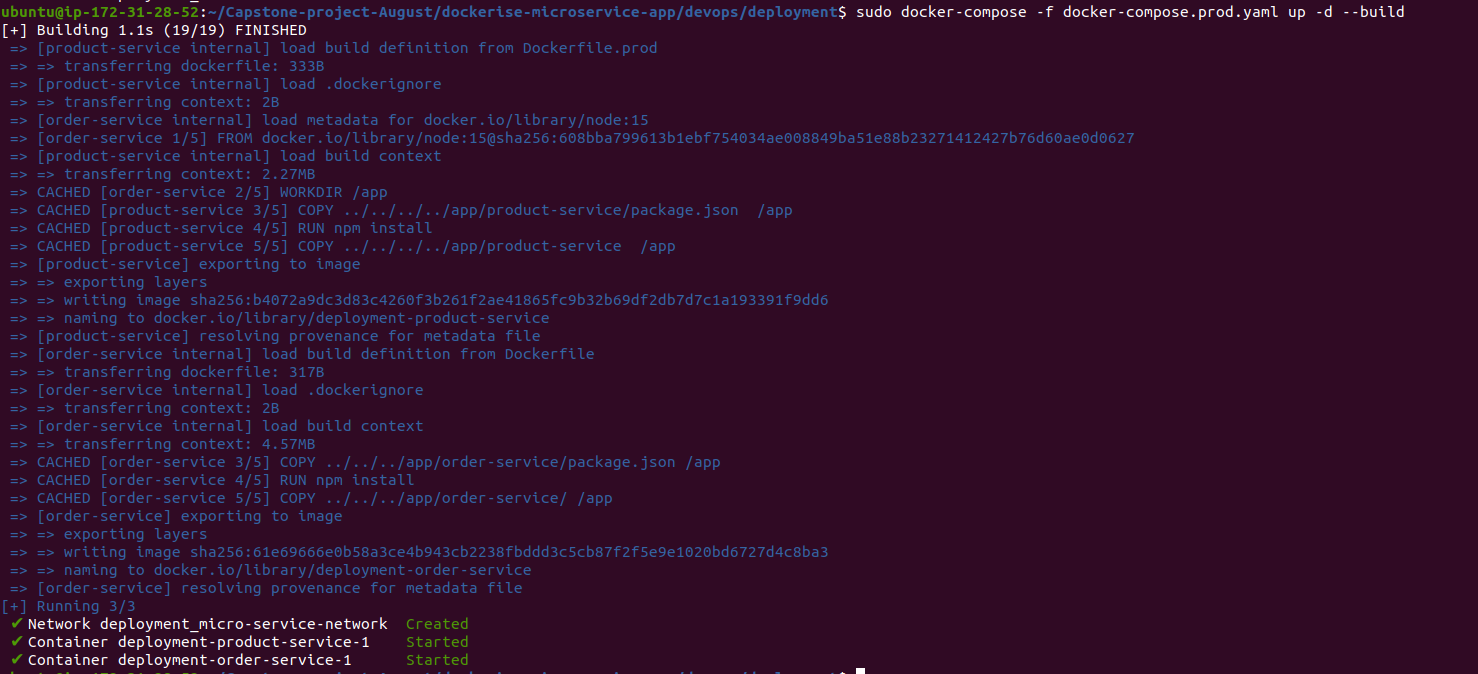 ubuntu@ip-172-31-28-52:~/Capstone-project-August/dockerise-microservice-app/devops/deployment$ sudo docker-compose -f docker-compose.prod.yaml up -d --build
[+] Building 1.1s (19/19) FINISHED
=> [product-service internal] load build definition from Dockerfile.prod
=> => transferring dockerfile: 333B
=> [product-service internal] load .dockerignore
=> => transferring context: 2B
=> [order-service internal] load metadata for docker.io/library/node:15
=> [order-service 1/5] FROM docker.io/library/node:15@sha256:608bba799613b1ebf754034ae008849ba51e88b23271412427b76d60ae0d0627
=> [product-service internal] load build context
=> => transferring context: 2.27MB
=> CACHED [order-service 2/5] WORKDIR /app
=> CACHED [product-service 3/5] COPY ../../../../app/product-service/package.json  /app
=> CACHED [product-service 4/5] RUN npm install
=> CACHED [product-service 5/5] COPY ../../../../app/product-service  /app
=> [product-service] exporting to image
=> => exporting layers
=> => writing image sha256:b4072a9dc3d83c4260f3b261f2ae41865fc9b32b69df2db7d7c1a193391f9dd6
=> => naming to docker.io/library/deployment-product-service
=> [product-service] resolving provenance for metadata file
=> [order-service internal] load build definition from Dockerfile
=> => transferring dockerfile: 317B
=> [order-service internal] load .dockerignore
=> => transferring context: 2B
=> [order-service internal] load build context
=> => transferring context: 4.57MB
=> CACHED [order-service 3/5] COPY ../../../app/order-service/package.json /app
=> CACHED [order-service 4/5] RUN npm install
=> CACHED [order-service 5/5] COPY ../../../app/order-service/ /app
=> [order-service] exporting to image
=> => exporting layers
=> => writing image sha256:61e69666e0b58a3ce4b943cb2238fbddd3c5cb87f2f5e9e1020bd6727d4c8ba3
=> => naming to docker.io/library/deployment-order-service
=> [order-service] resolving provenance for metadata file
[+] Running 3/3
✔ Network deployment_micro-service-network  Created
✔ Container deployment-product-service-1  Started
✔ Container deployment-order-service-1  Started